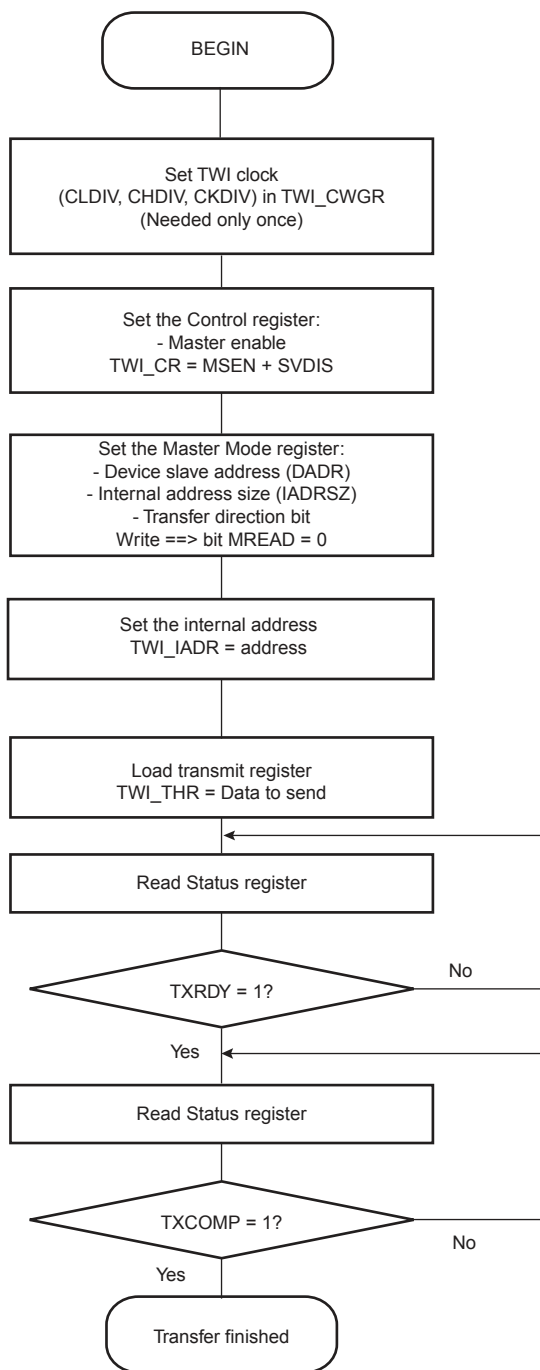 BEGIN
Set TWI clock
(CLDIV, CHDIV, CKDIV) in TWI_CWGR
(Needed only once)
Set the Control register:
- Master enable
TWI_CR = MSEN + SVDIS
Set the Master Mode register:
- Device slave address (DADR)
- Internal address size (IADRSZ)
- Transfer direction bit
Write ==> bit MREAD = 0
Set the internal address
TWI_IADR = address
Load transmit register
TWI_THR = Data to send
Read Status register
TXRDY = 1?
No
Yes
Read Status register
TXCOMP = 1?
No
Yes
Transfer finished